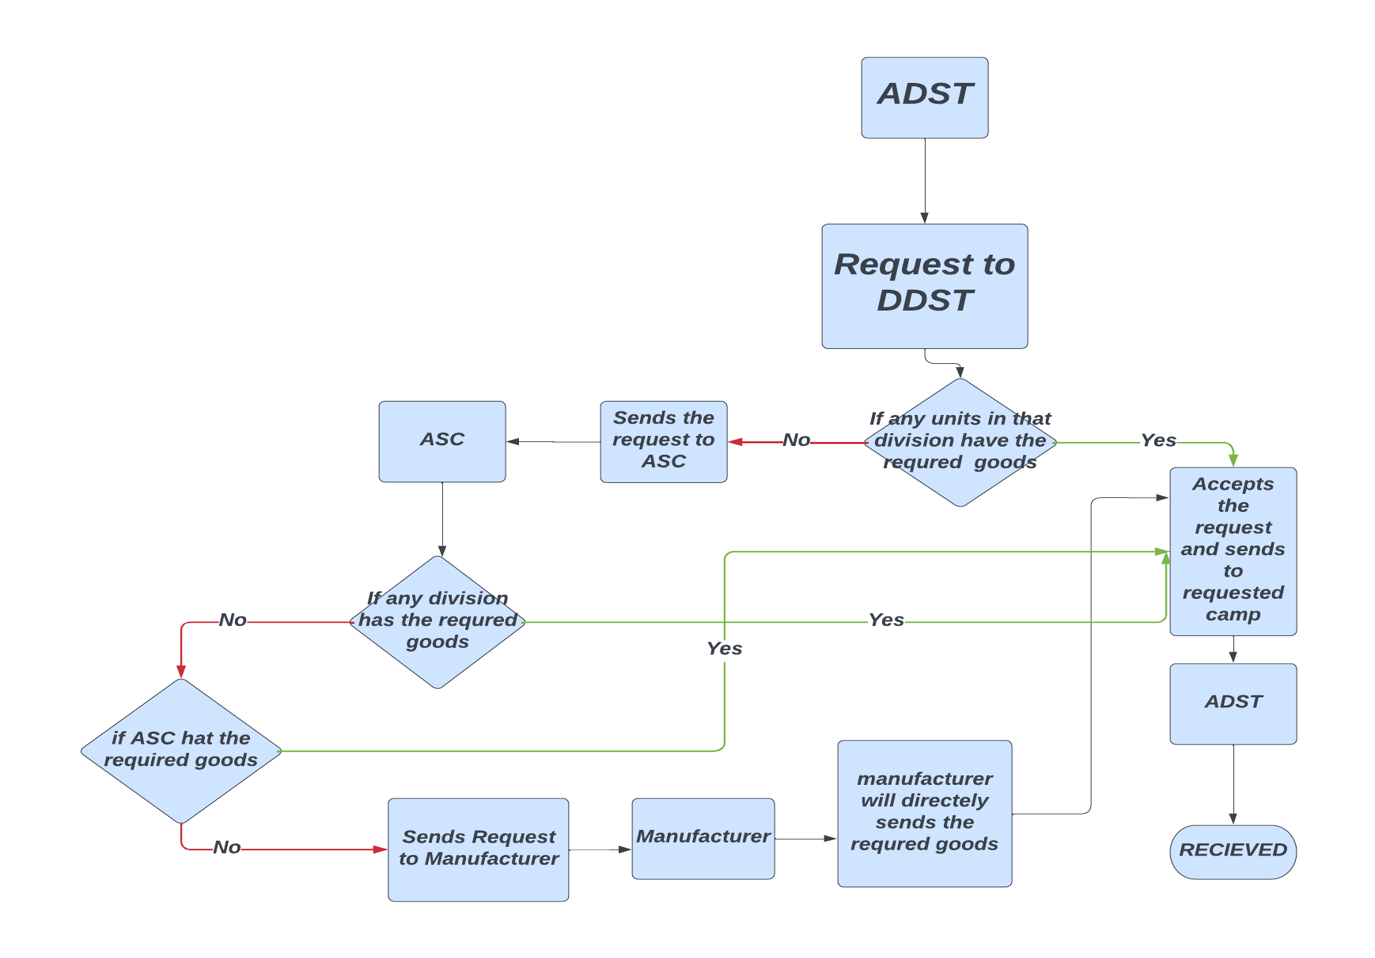 ADST
Request to
DDST
If any units in that
division have the
requred goods
No
Yes
Sends the
request to
ASC
ASC
Accepts
the
request
and sends
to
requested
camp
If any division
has the requred
goods
No
Yes
Yes
if ASC hat the
required goods
No
Sends Request
to Manufacturer
Manufacturer
manufacturer
will directely
sends the
requred goods
ADST
RECIEVED